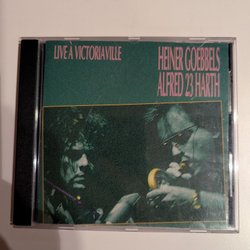 LIVE À VICTORIAVILLE
HEINER GOEBBELS
ALFRED 23 HARTH